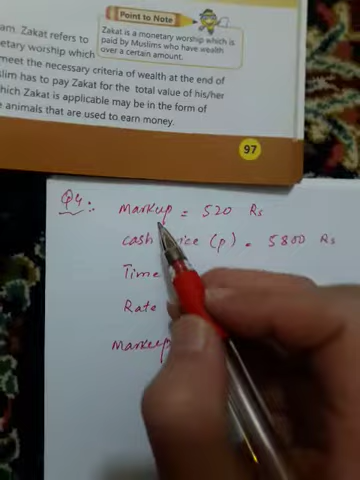 Point to Note
Zakat is a monetary worship which is
paid by Muslims who have wealth
over a certain amount.
am. Zakat refers to
etary worship which
meet the necessary criteria of wealth at the end of
slim has to pay Zakat for the total value of his/her
which Zakat is applicable may be in the form of
e animals that are used to earn money.
97
Q4:
Markup = 520 Rs
cash ice (p) = 5800 Rs
Time
Rate
Markup